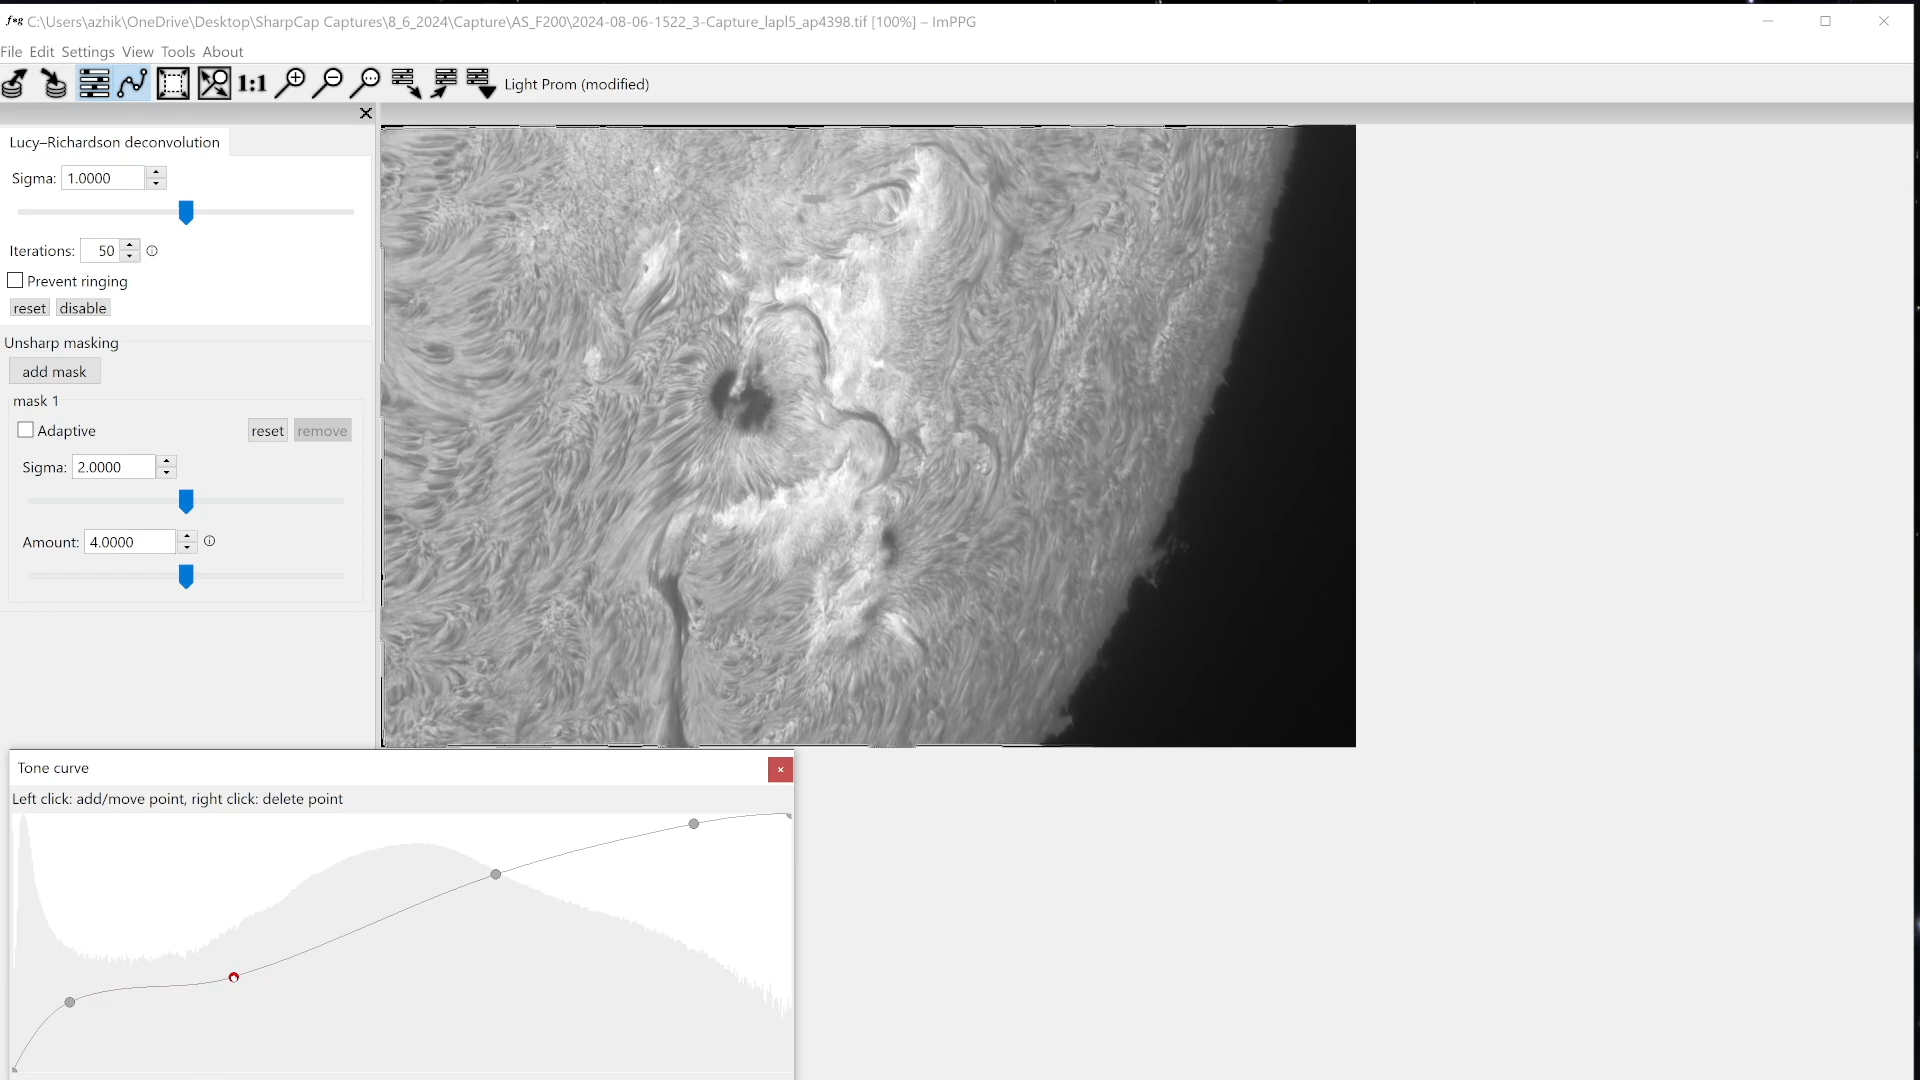 C:\Users\azhik\OneDrive\Desktop\SharpCap Captures\8_6_2024\Capture\AS_F200\2024-08-06-1522_3-Capture_lapl5_ap4398.tif [100%] – ImPPG
File Edit Settings View Tools About
1:1 Light Prom (modified)
Lucy–Richardson deconvolution
Sigma: 1.0000
Iterations: 50
Prevent ringing
reset disable
Unsharp masking
add mask
mask 1
Adaptive reset remove
Sigma: 2.0000
Amount: 4.0000
Tone curve
Left click: add/move point, right click: delete point